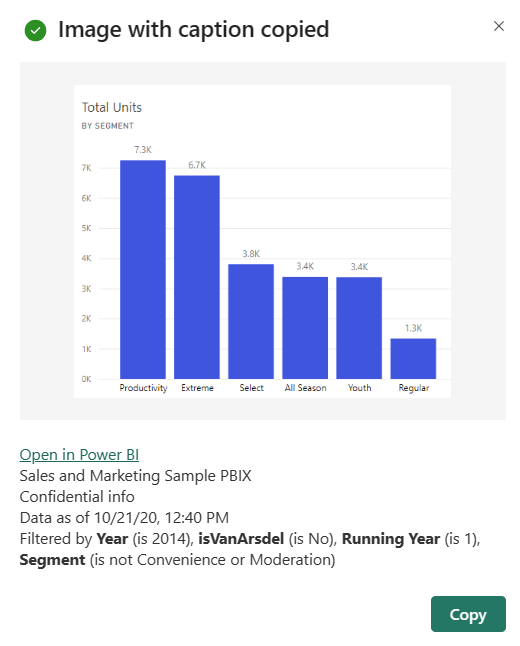 Image with caption copied
Total Units
BY SEGMENT
7.3K
6.7K
3.8K
3.4K
3.4K
1.3K
7K
6K
5K
4K
3K
2K
1K
0K
Productivity Extreme Select All Season Youth Regular
Open in Power BI
Sales and Marketing Sample PBIX
Confidential info
Data as of 10/21/20, 12:40 PM
Filtered by Year (is 2014), isVanArsdel (is No), Running Year (is 1),
Segment (is not Convenience or Moderation)
Copy